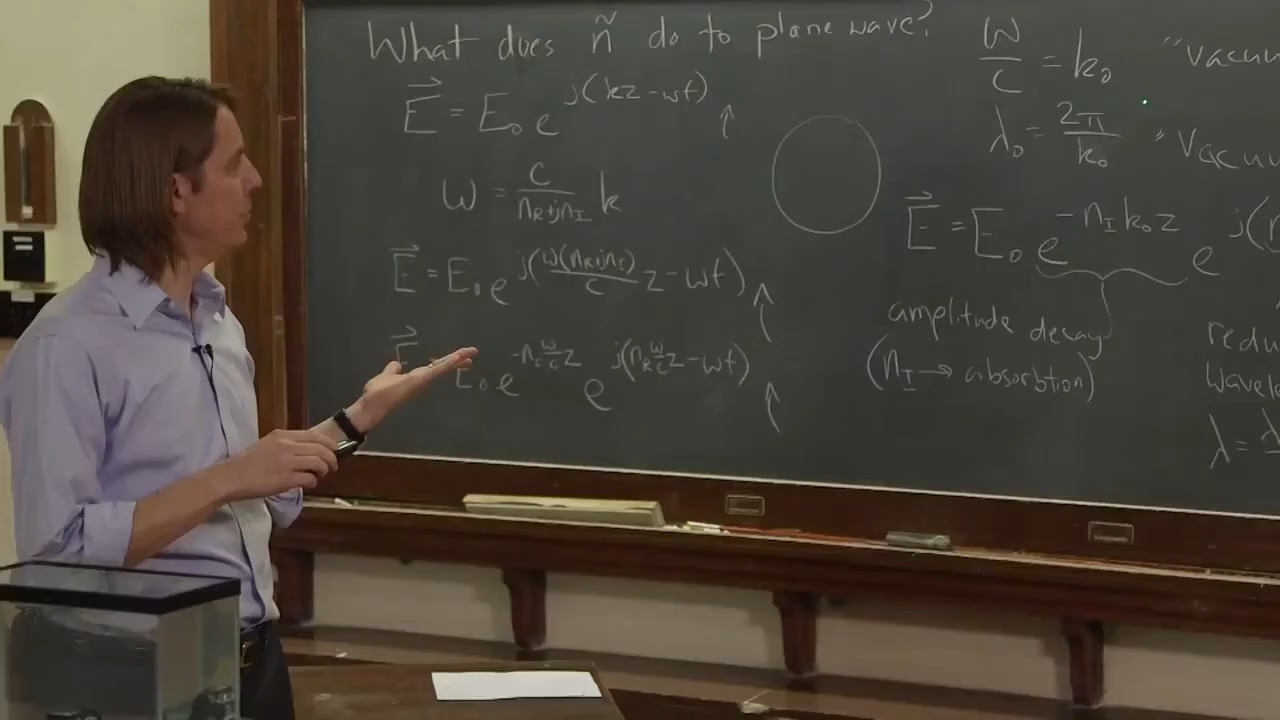 What does ñ do to plane wave?
E⃗ = E₀ e^{j(kz-ωt)} ↑
ω = c/(n_R+jn_I) k
E⃗ = E₀ e^{j(ω(n_R+jn_I)/c z - ωt)} ↑
E⃗ = E₀ e^{-n_I ω/c z} e^{j(n_R ω/c z - ωt)} ↑
ω/c = k₀ "vacuu
λ₀ = 2π/k₀ "Vacuu
E⃗ = E₀ e^{-n_I k₀ z} e^{j(
amplitude decay
(n_I → absorbtion)
redu
wavele
λ = λ